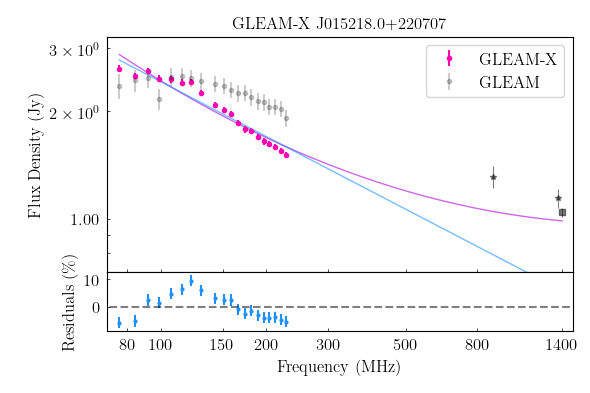 GLEAM-X J015218.0+220707
GLEAM-X
GLEAM
3 × 10⁰
2 × 10⁰
1.00
Flux Density (Jy)
10
0
Residuals (%)
80 100 150 200 300 500 800 1400
Frequency (MHz)